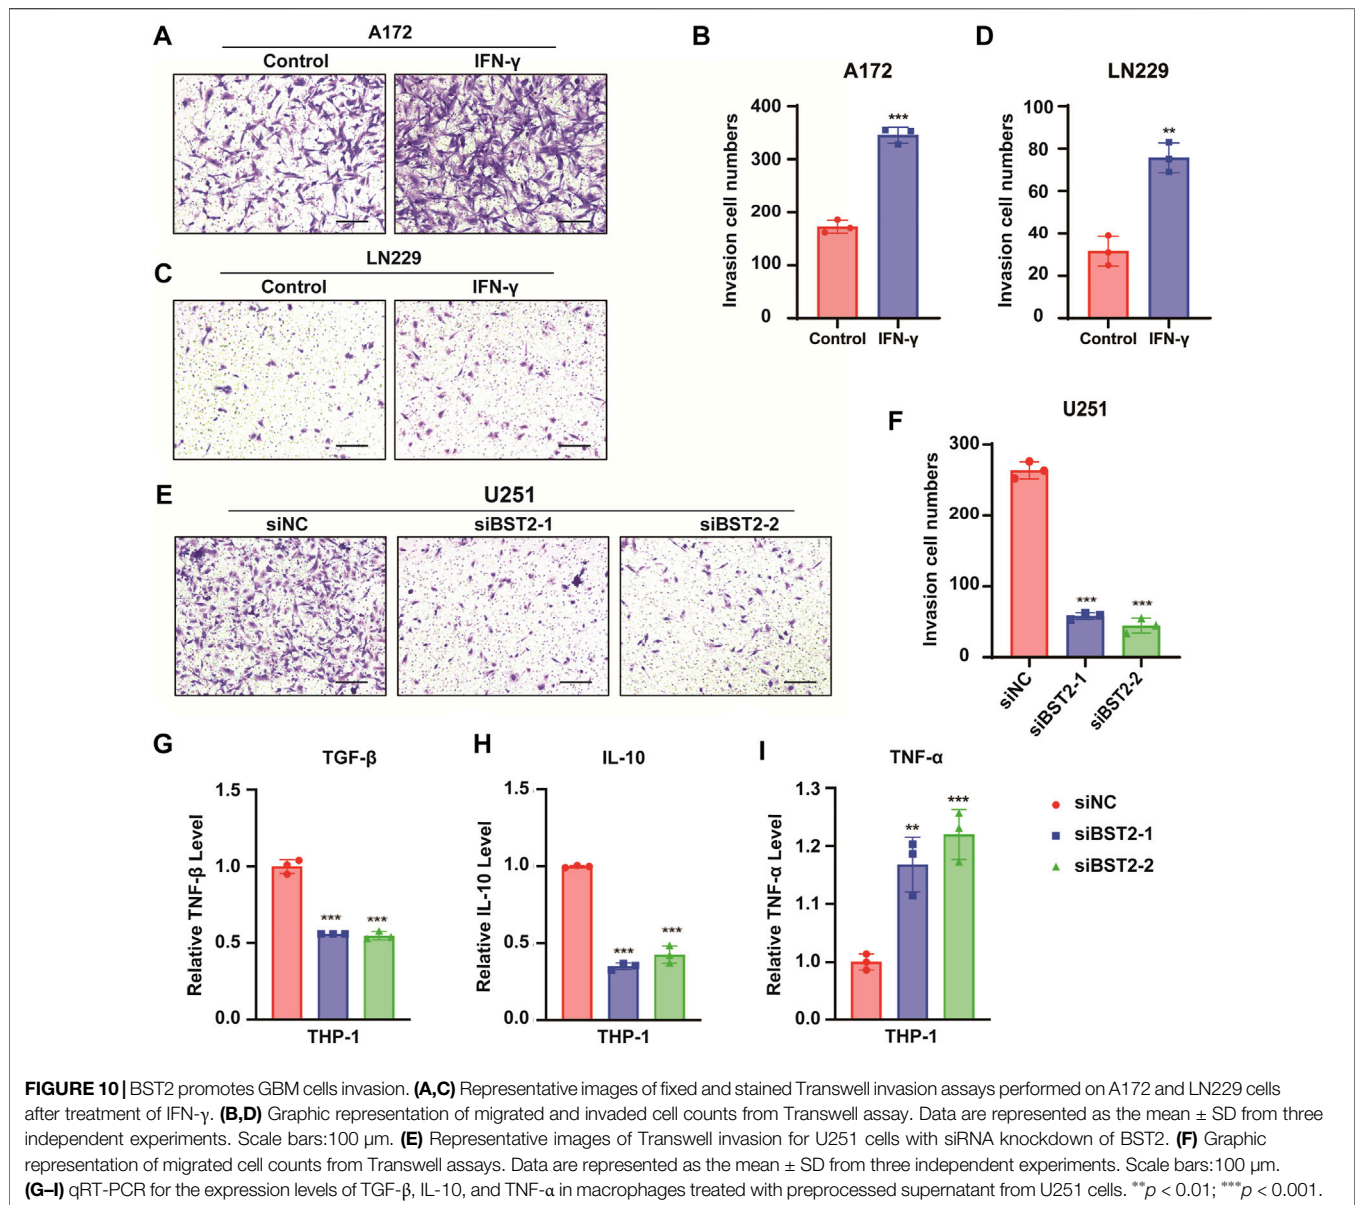 A
A172
Control
IFN-γ
B
A172
Invasion cell numbers
400
300
200
100
0
***
Control
IFN-γ
D
LN229
Invasion cell numbers
100
80
60
40
20
0
**
Control
IFN-γ
C
LN229
Control
IFN-γ
E
U251
siNC
siBST2-1
siBST2-2
F
U251
Invasion cell numbers
300
200
100
0
***
***
siNC
siBST2-1
siBST2-2
G
TGF-β
Relative TNF-β Level
1.5
1.0
0.5
0.0
***
***
THP-1
H
IL-10
Relative IL-10 Level
1.5
1.0
0.5
0.0
***
***
THP-1
I
TNF-α
Relative TNF-α Level
1.3
1.2
1.1
1.0
0.0
**
***
THP-1
siNC
siBST2-1
siBST2-2
FIGURE 10 | BST2 promotes GBM cells invasion. (A,C) Representative images of fixed and stained Transwell invasion assays performed on A172 and LN229 cells
after treatment of IFN-γ. (B,D) Graphic representation of migrated and invaded cell counts from Transwell assay. Data are represented as the mean ± SD from three
independent experiments. Scale bars:100 μm. (E) Representative images of Transwell invasion for U251 cells with siRNA knockdown of BST2. (F) Graphic
representation of migrated cell counts from Transwell assays. Data are represented as the mean ± SD from three independent experiments. Scale bars:100 μm.
(G–I) qRT-PCR for the expression levels of TGF-β, IL-10, and TNF-α in macrophages treated with preprocessed supernatant from U251 cells. **p < 0.01; ***p < 0.001.